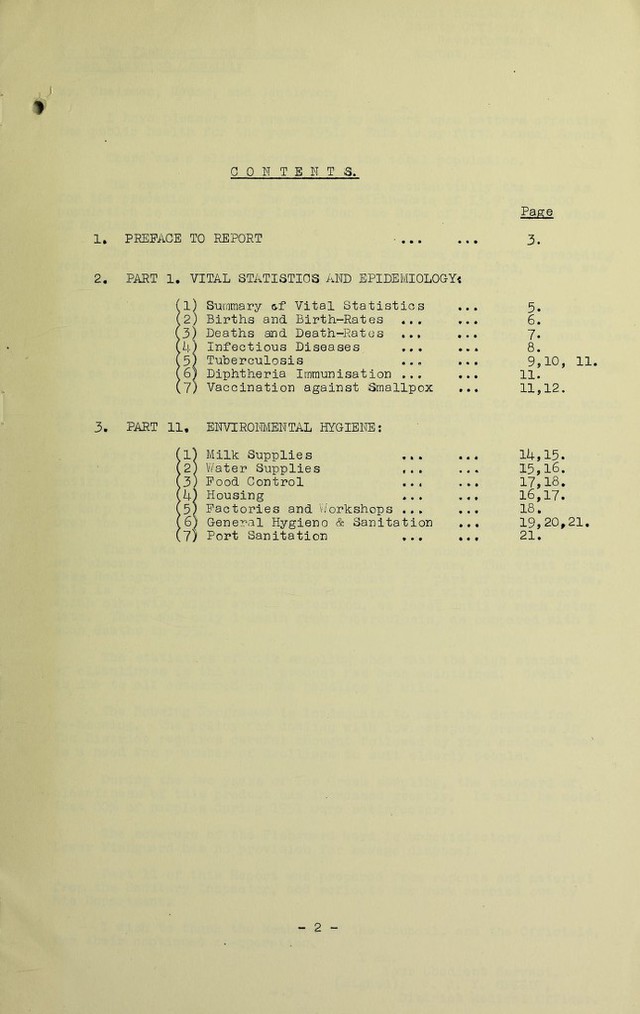 C O N T E N T S.
Page
1. PREFACE TO REPORT ... ... 3.
2. PART 1. VITAL STATISTICS AND EPIDEMIOLOGY:
(1) Summary of Vital Statistics ... 5.
(2) Births and Birth-Rates ... ... 6.
(3) Deaths and Death-Rates ... ... 7.
(4) Infectious Diseases ... ... 8.
(5) Tuberculosis ... ... 9,10, 11.
(6) Diphtheria Immunisation ... ... 11.
(7) Vaccination against Smallpox ... 11,12.
3. PART 11. ENVIRONMENTAL HYGIENE:
(1) Milk Supplies ... ... 14,15.
(2) Water Supplies ... ... 15,16.
(3) Food Control ... ... 17,18.
(4) Housing ... ... 16,17.
(5) Factories and Workshops ... ... 18.
(6) General Hygieno & Sanitation ... 19,20,21.
(7) Port Sanitation ... ... 21.
- 2 -